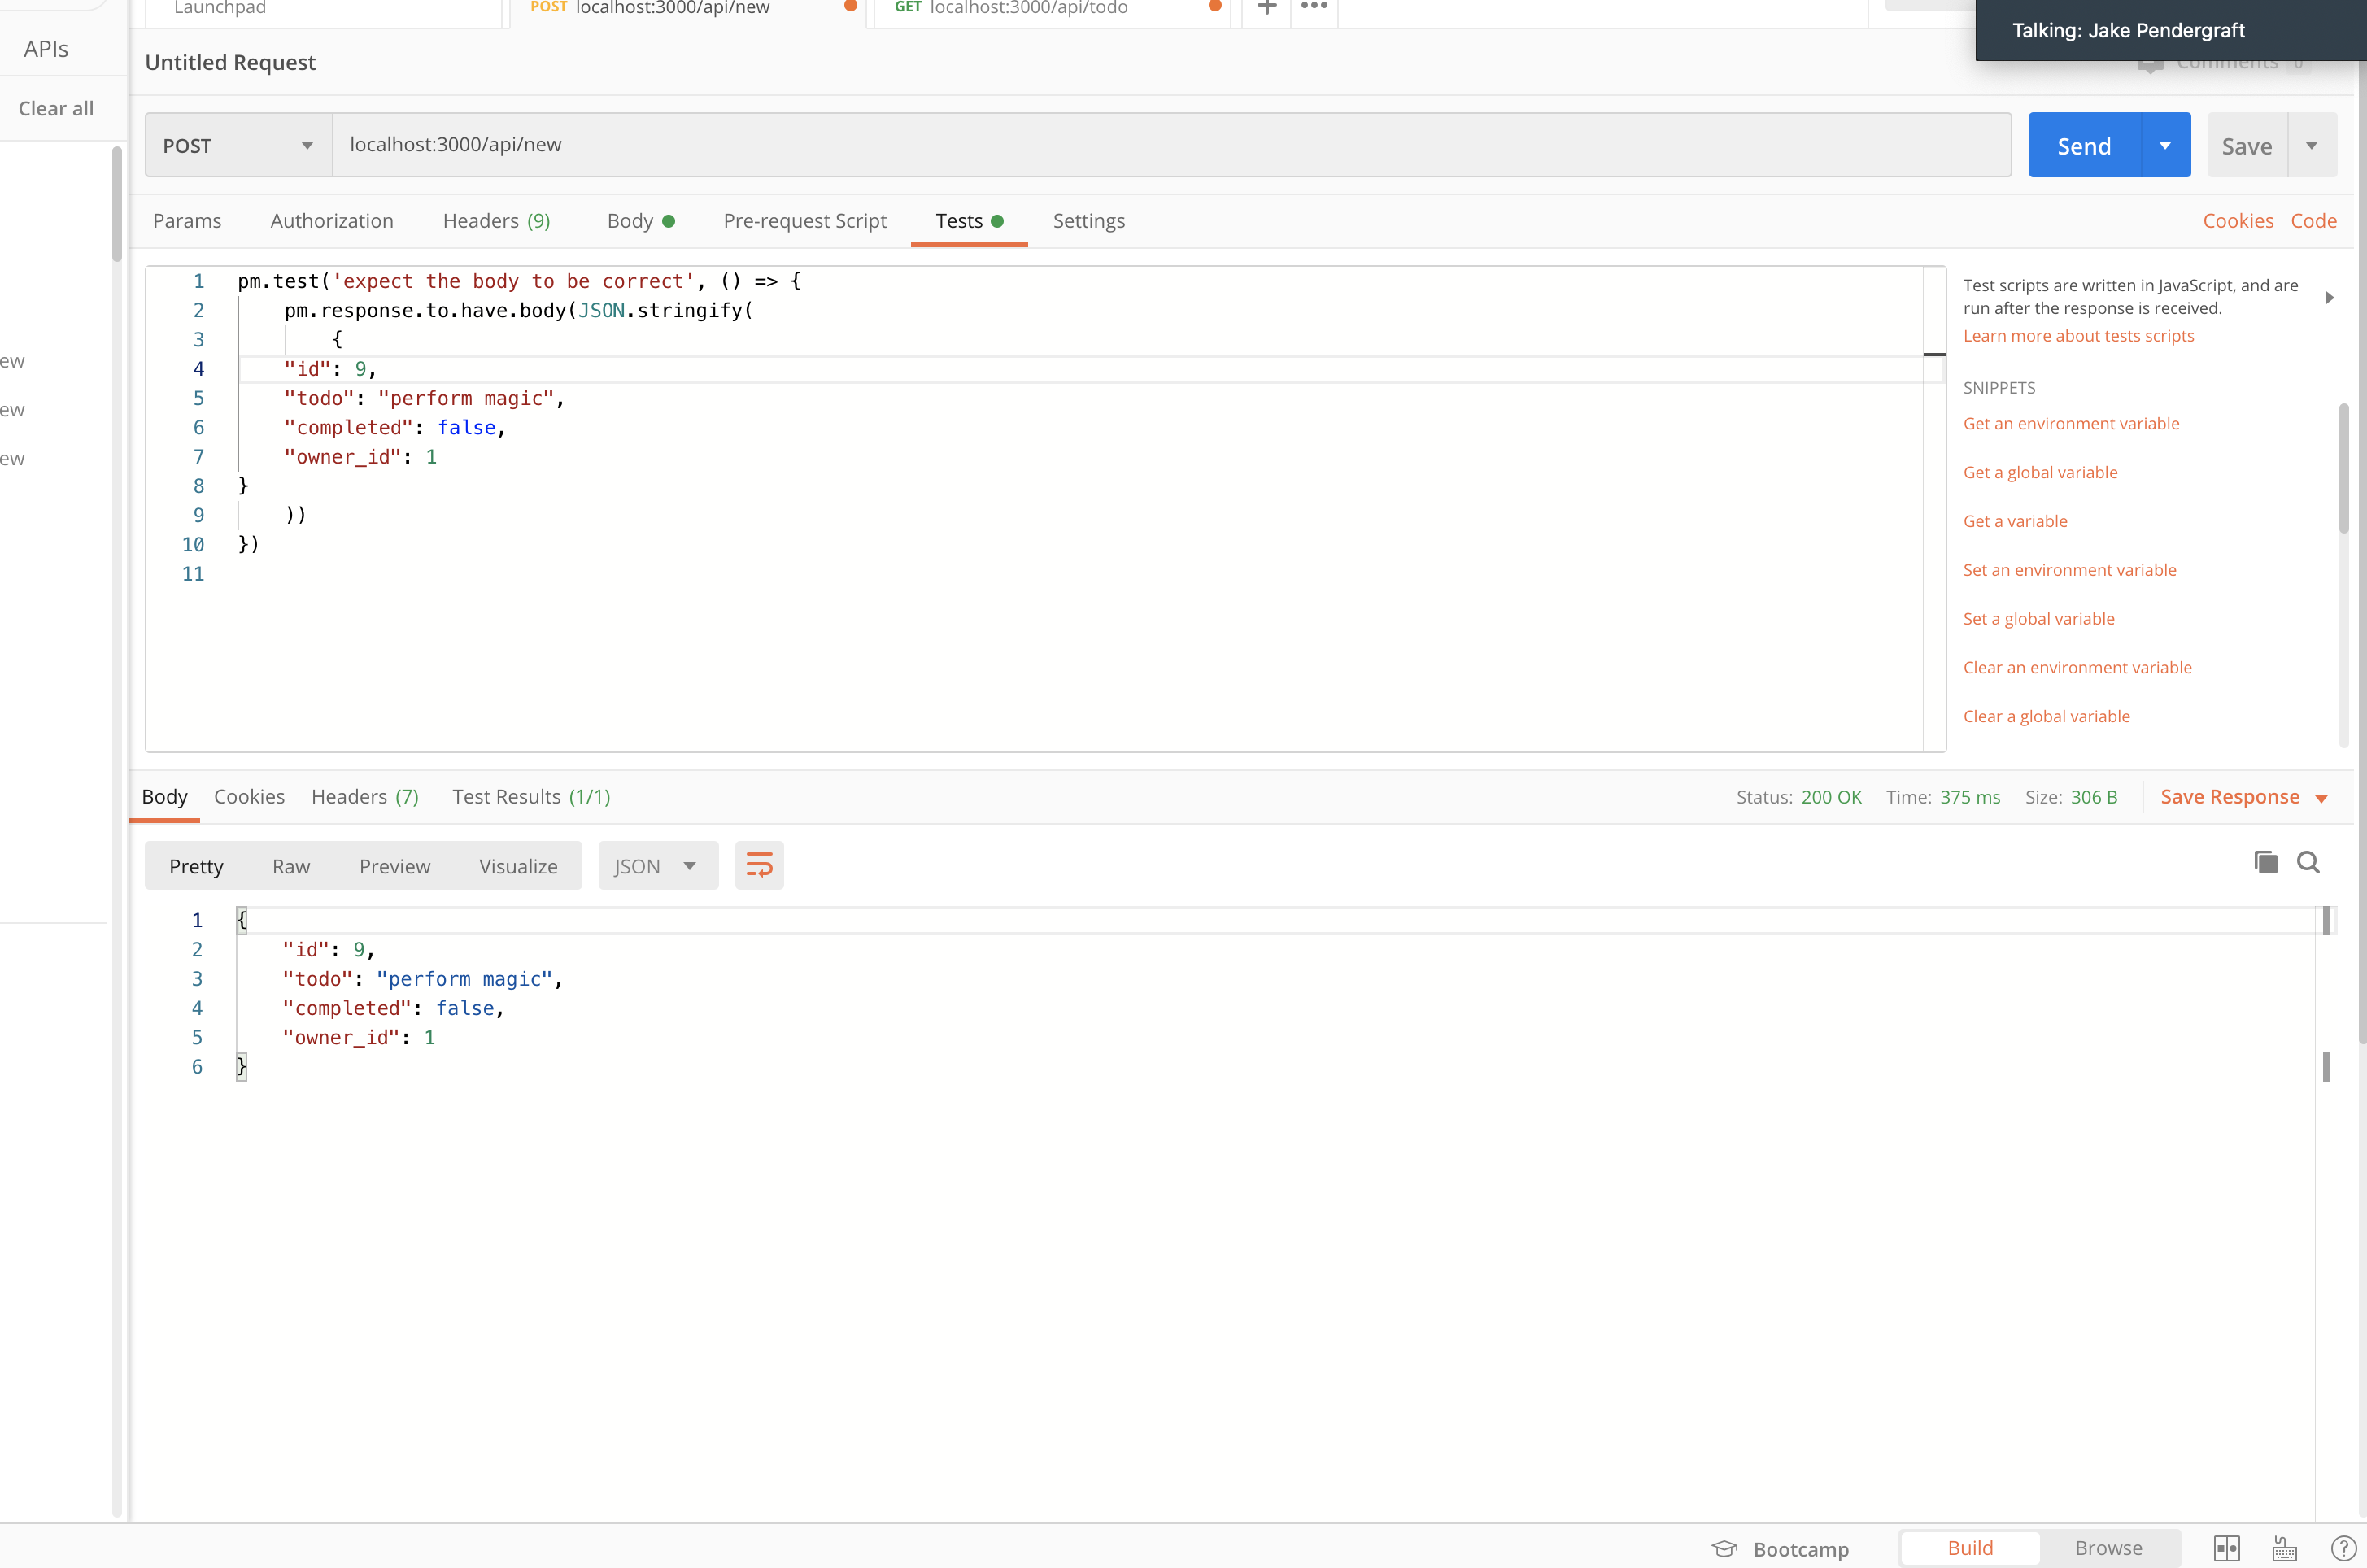 Launchpad
POST localhost:3000/api/new
GET localhost:3000/api/todo
Talking: Jake Pendergraft
APIs
Untitled Request
Comments 0
Clear all
POST
localhost:3000/api/new
Send
Save
Params
Authorization
Headers (9)
Body
Pre-request Script
Tests
Settings
Cookies
Code
1 pm.test('expect the body to be correct', () => {
2 pm.response.to.have.body(JSON.stringify(
3 {
4 "id": 9,
5 "todo": "perform magic",
6 "completed": false,
7 "owner_id": 1
8 }
9 ))
10 })
11
ew
ew
ew
Test scripts are written in JavaScript, and are
run after the response is received.
Learn more about tests scripts
SNIPPETS
Get an environment variable
Get a global variable
Get a variable
Set an environment variable
Set a global variable
Clear an environment variable
Clear a global variable
Body
Cookies
Headers (7)
Test Results (1/1)
Status: 200 OK
Time: 375 ms
Size: 306 B
Save Response
Pretty
Raw
Preview
Visualize
JSON
1 {
2 "id": 9,
3 "todo": "perform magic",
4 "completed": false,
5 "owner_id": 1
6 }
Bootcamp
Build
Browse
?